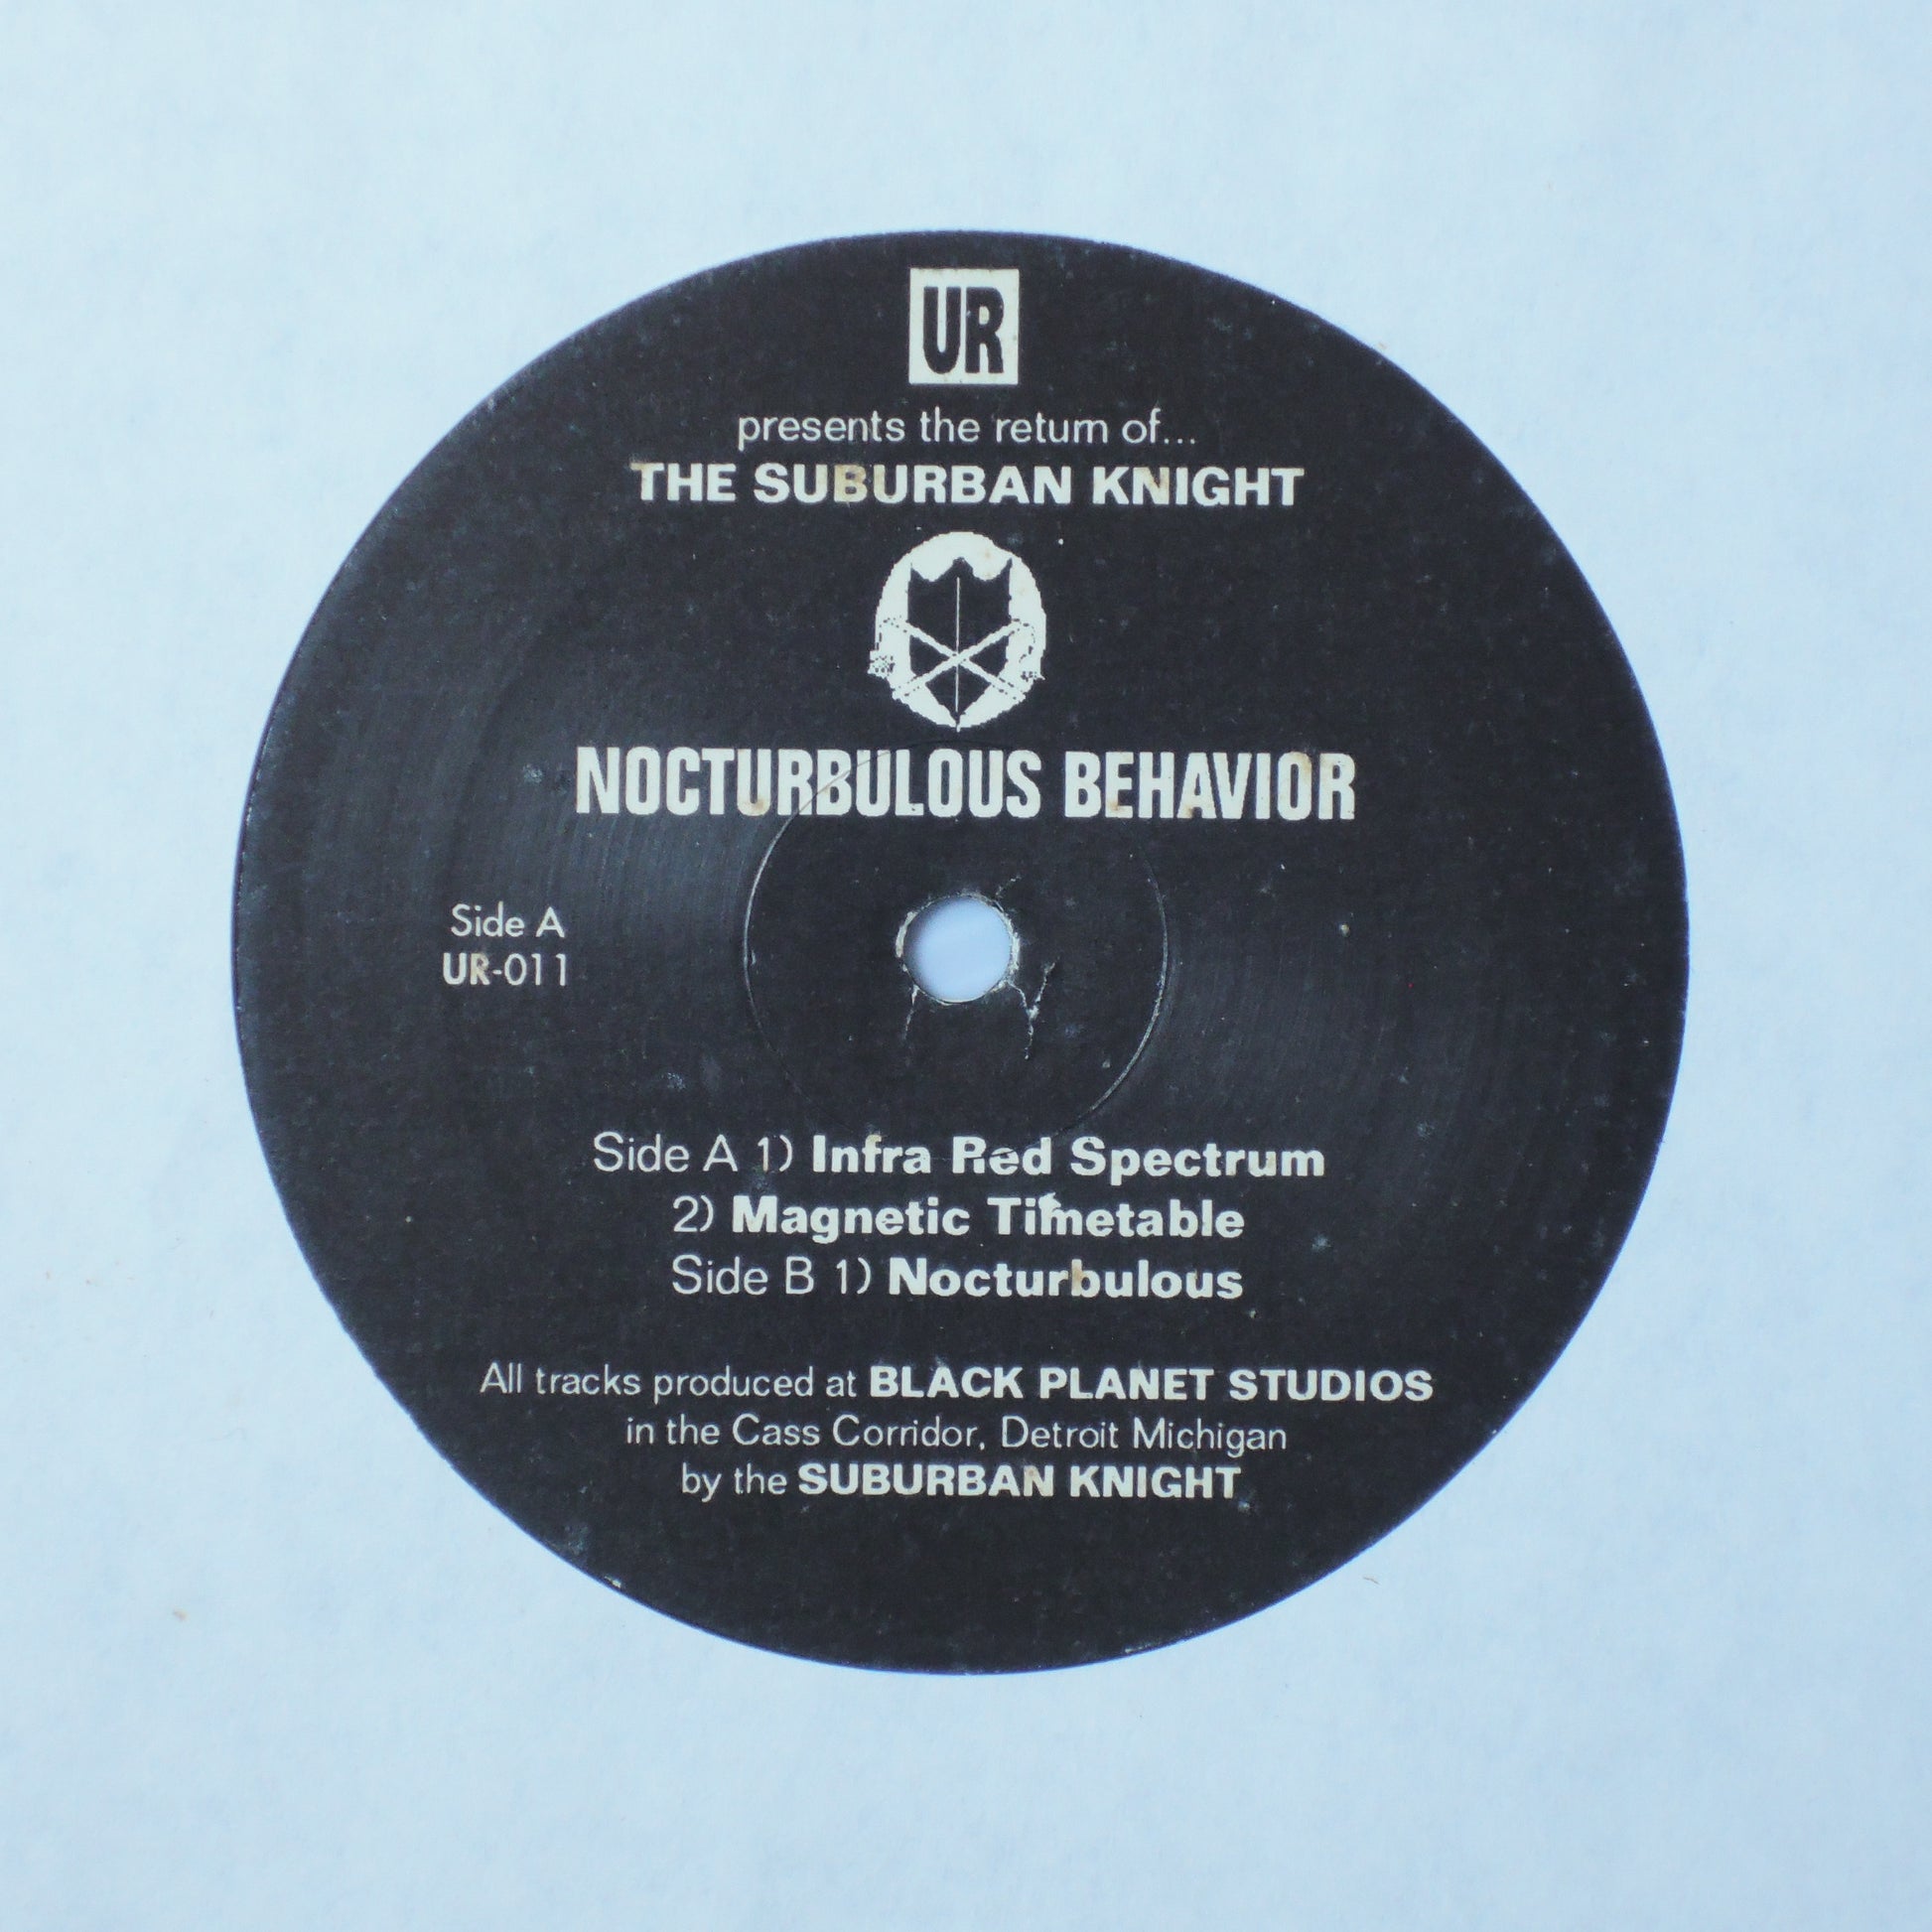 UR
presents the return of...
THE SUBURBAN KNIGHT
NOCTURBULOUS BEHAVIOR
Side A
UR-011
Side A 1) Infra Red Spectrum
2) Magnetic Timetable
Side B 1) Nocturbulous
All tracks produced at BLACK PLANET STUDIOS
in the Cass Corridor, Detroit Michigan
by the SUBURBAN KNIGHT